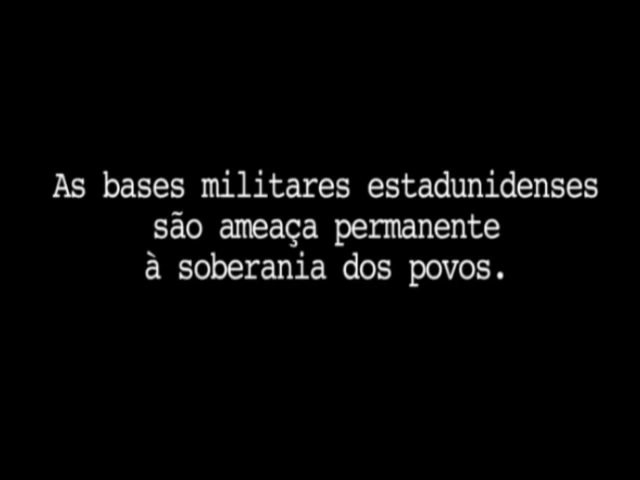 As bases militares estadunidenses
são ameaça permanente
à soberania dos povos.